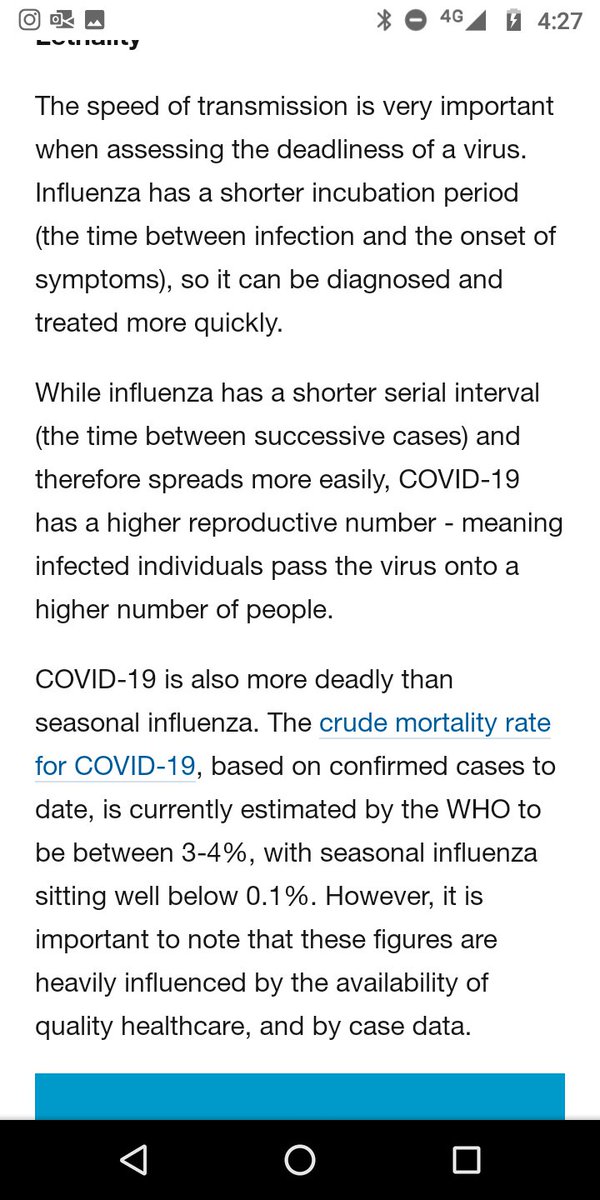 4G 4:27
Lethality
The speed of transmission is very important
when assessing the deadliness of a virus.
Influenza has a shorter incubation period
(the time between infection and the onset of
symptoms), so it can be diagnosed and
treated more quickly.
While influenza has a shorter serial interval
(the time between successive cases) and
therefore spreads more easily, COVID-19
has a higher reproductive number - meaning
infected individuals pass the virus onto a
higher number of people.
COVID-19 is also more deadly than
seasonal influenza. The crude mortality rate
for COVID-19, based on confirmed cases to
date, is currently estimated by the WHO to
be between 3-4%, with seasonal influenza
sitting well below 0.1%. However, it is
important to note that these figures are
heavily influenced by the availability of
quality healthcare, and by case data.